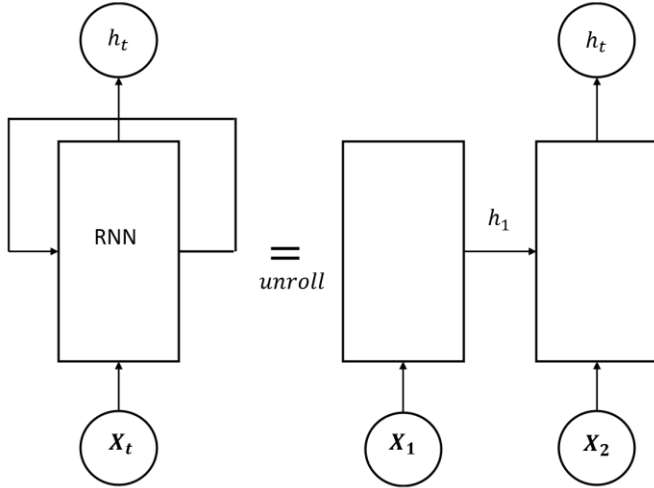 h_t
h_t
RNN
h_1
=
unroll
X_t
X_1
X_2